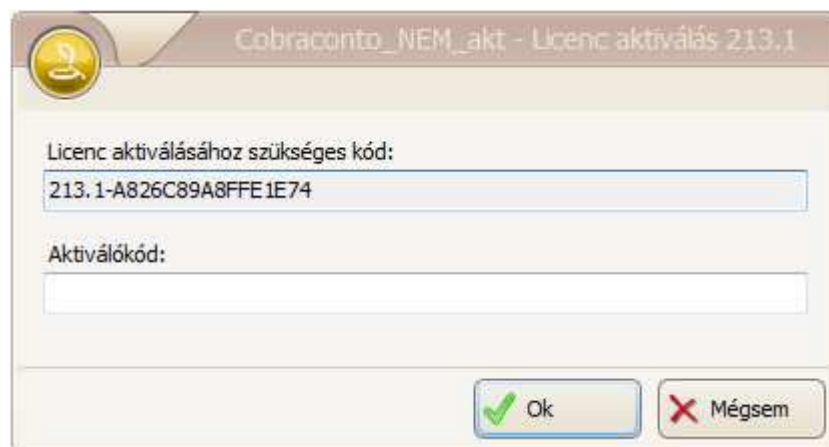 Cobraconto_NEM_akt - Licenc aktiválás 213.1
Licenc aktiválásához szükséges kód:
213.1-A826C89A8FFE1E74
Aktiválókód:
Ok
Mégsem